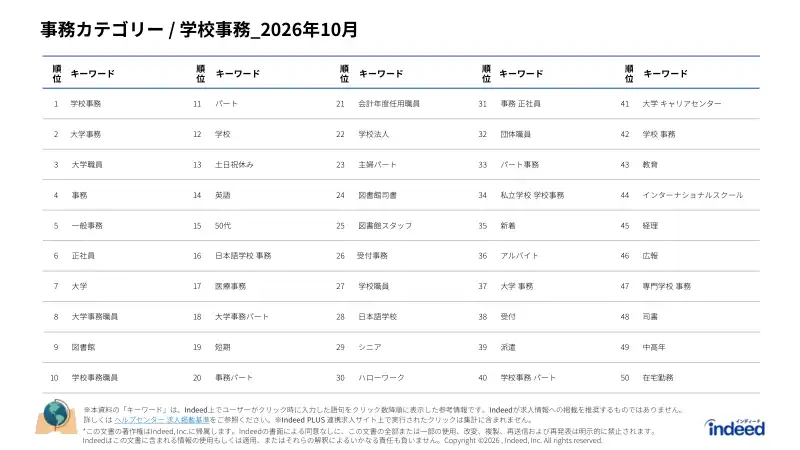 事務カテゴリー / 学校事務_2026年10月
順位 キーワード 順位 キーワード 順位 キーワード 順位 キーワード 順位 キーワード
1 学校事務 11 パート 21 会計年度任用職員 31 事務 正社員 41 大学 キャリアセンター
2 大学事務 12 学校 22 学校法人 32 団体職員 42 学校 事務
3 大学職員 13 土日祝休み 23 主婦パート 33 パート事務 43 教育
4 事務 14 英語 24 図書館司書 34 私立学校 学校事務 44 インターナショナルスクール
5 一般事務 15 50代 25 図書館スタッフ 35 新着 45 経理
6 正社員 16 日本語学校 事務 26 受付事務 36 アルバイト 46 広報
7 大学 17 医療事務 27 学校職員 37 大学 事務 47 専門学校 事務
8 大学事務職員 18 大学事務パート 28 日本語学校 38 受付 48 司書
9 図書館 19 短期 29 シニア 39 派遣 49 中高年
10 学校事務職員 20 事務パート 30 ハローワーク 40 学校事務 パート 50 在宅勤務
※本資料の「キーワード」は、Indeed上でユーザーがクリック時に入力した語句をクリック数降順に表示した参考情報です。Indeedが求人情報への掲載を推奨するものではありません。
詳しくは ヘルプセンター 求人掲載基準をご参照ください。※Indeed PLUS 連携求人サイト上で実行されたクリックは集計に含まれません。
*この文書の著作権はIndeed, Inc.に帰属します。Indeedの書面による同意なしに、この文書の全部または一部の使用、改変、複製、再送信および再発表は明示的に禁止されます。
Indeedはこの文書に含まれる情報の使用もしくは適用、またはそれらの解釈によるいかなる責任も負いません。Copyright ©2026 , Indeed, Inc. All rights reserved.
インディード
indeed